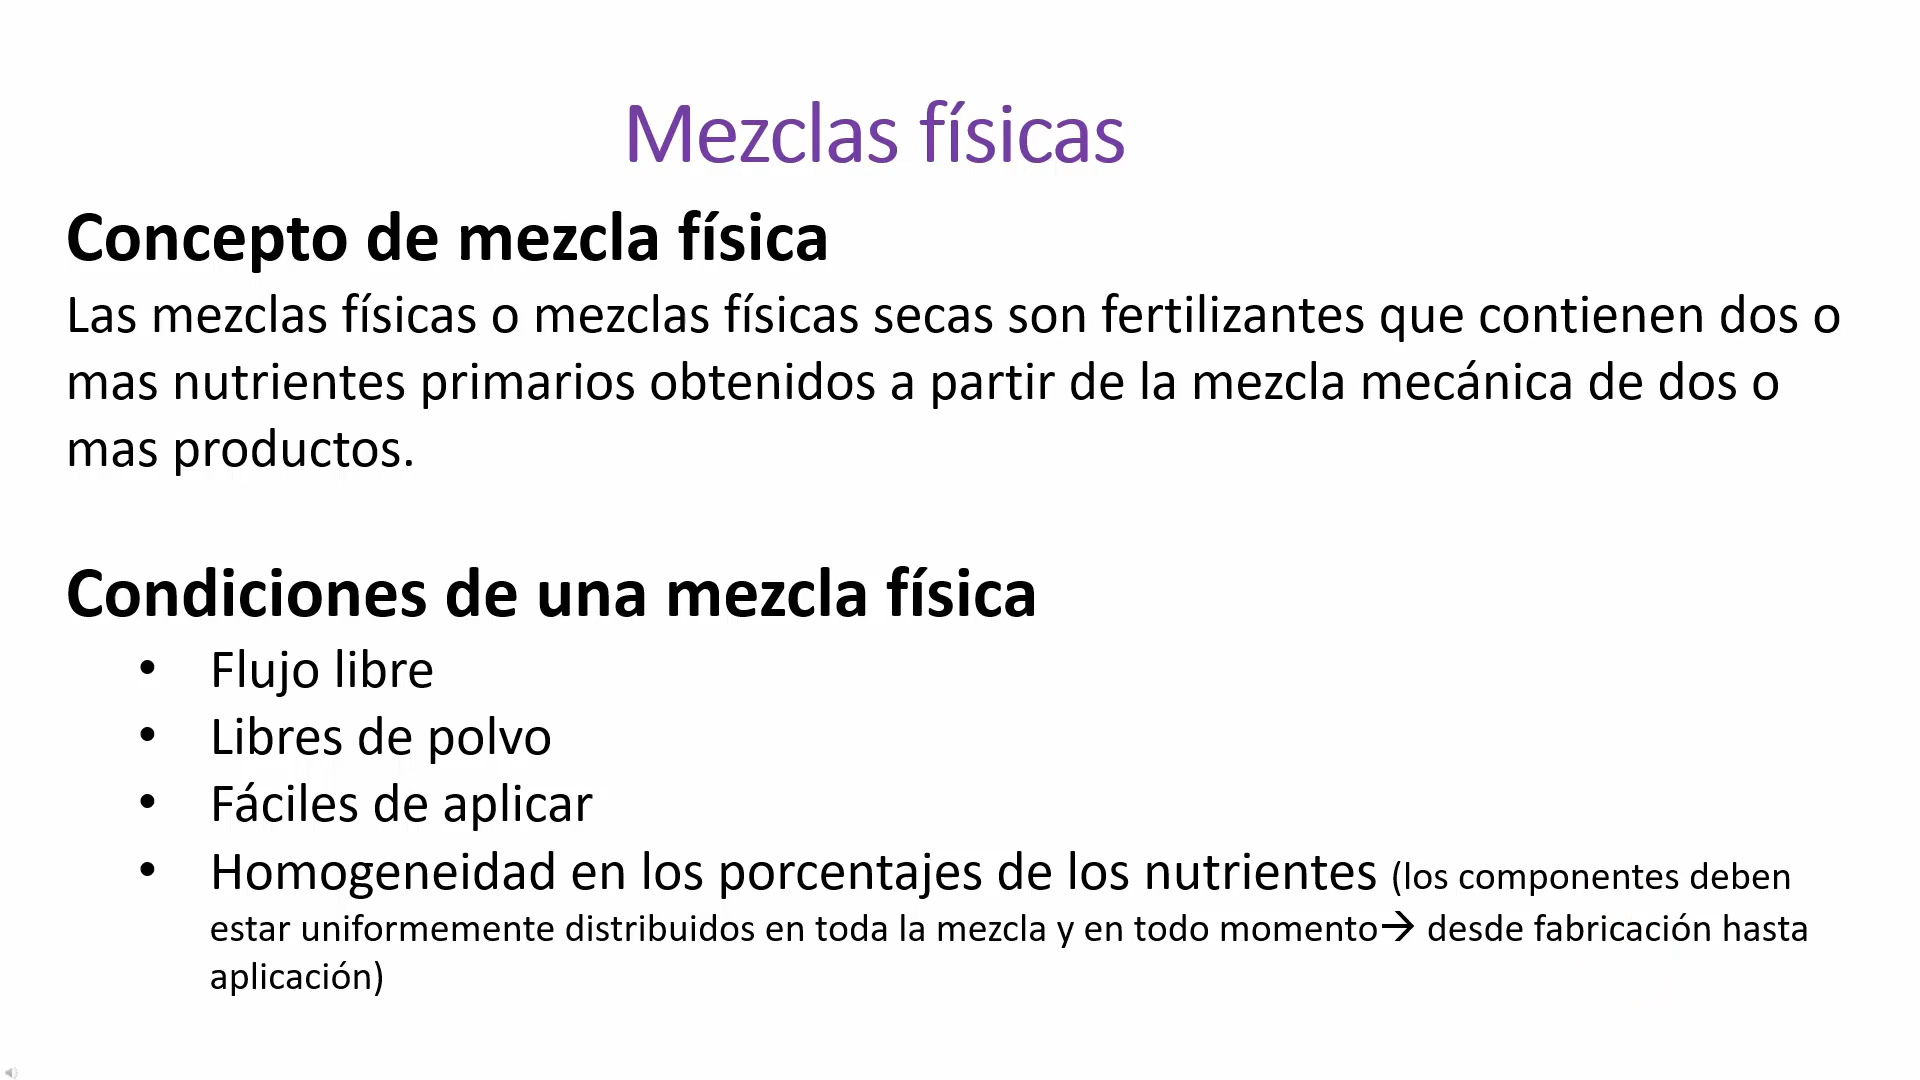 Mezclas físicas
Concepto de mezcla física
Las mezclas físicas o mezclas físicas secas son fertilizantes que contienen dos o
mas nutrientes primarios obtenidos a partir de la mezcla mecánica de dos o
mas productos.
Condiciones de una mezcla física
• Flujo libre
• Libres de polvo
• Fáciles de aplicar
• Homogeneidad en los porcentajes de los nutrientes (los componentes deben
estar uniformemente distribuidos en toda la mezcla y en todo momento→ desde fabricación hasta
aplicación)